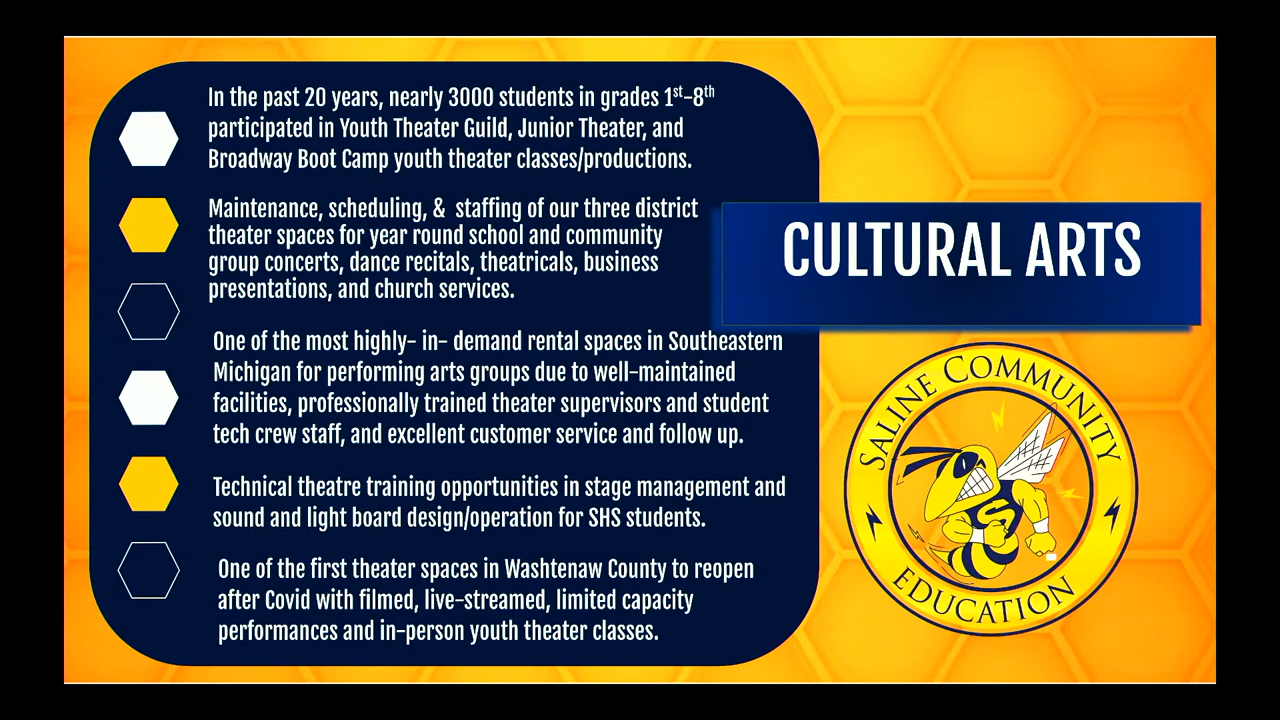 In the past 20 years, nearly 3000 students in grades 1st-8th
participated in Youth Theater Guild, Junior Theater, and
Broadway Boot Camp youth theater classes/productions.
Maintenance, scheduling, & staffing of our three district
theater spaces for year round school and community
group concerts, dance recitals, theatricals, business
presentations, and church services.
One of the most highly- in- demand rental spaces in Southeastern
Michigan for performing arts groups due to well-maintained
facilities, professionally trained theater supervisors and student
tech crew staff, and excellent customer service and follow up.
Technical theatre training opportunities in stage management and
sound and light board design/operation for SHS students.
One of the first theater spaces in Washtenaw County to reopen
after Covid with filmed, live-streamed, limited capacity
performances and in-person youth theater classes.
CULTURAL ARTS
SALINE COMMUNITY
S
EDUCATION